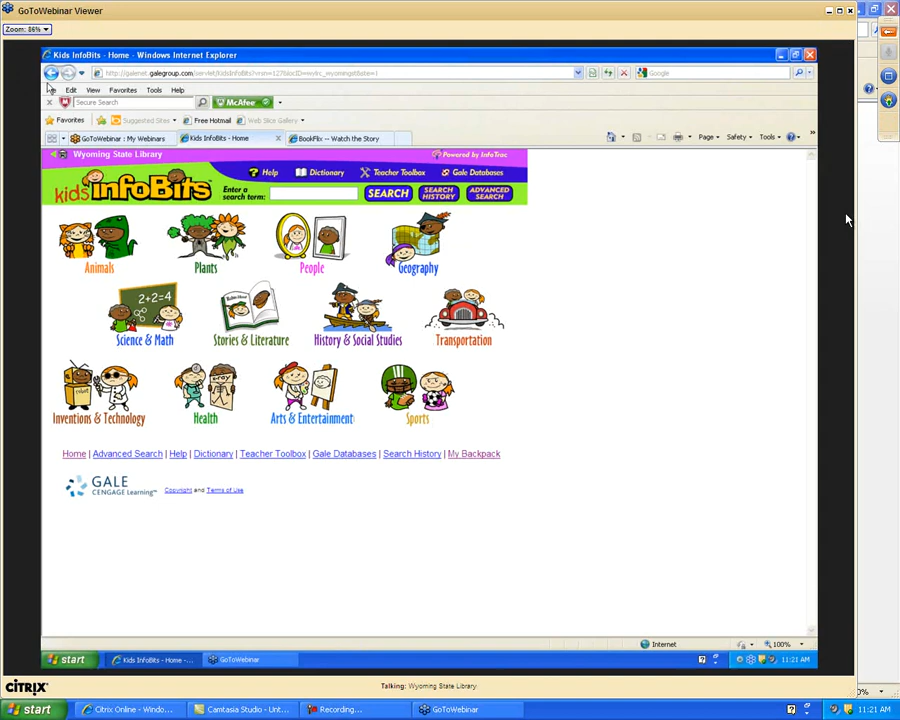 GoToWebinar Viewer
Zoom: 86%
Kids InfoBits - Home - Windows Internet Explorer
Google
Edit View Favorites Tools Help
Secure Search McAfee
Favorites Suggested Sites Free Hotmail Web Slice Gallery
GoToWebinar : My Webinars Kids InfoBits - Home BookFlix -- Watch the Story
Page Safety Tools
Wyoming State Library Powered by InfoTrac
Help Dictionary Teacher Toolbox Gale Databases
kids infoBits Enter a search term: SEARCH SEARCH HISTORY ADVANCED SEARCH
Animals Plants People Geography
2+2=4
Science & Math Stories & Literature History & Social Studies Transportation
Inventions & Technology Health Arts & Entertainment Sports
Home | Advanced Search | Help | Dictionary | Teacher Toolbox | Gale Databases | Search History | My Backpack
GALE
CENGAGE Learning™ Copyright and Terms of Use
Internet 100%
start Kids InfoBits - Home -... GoToWebinar 11:21 AM
CITRIX Talking: Wyoming State Library
start Citrix Online - Windo... Camtasia Studio - Unt... Recording... GoToWebinar 11:21 AM